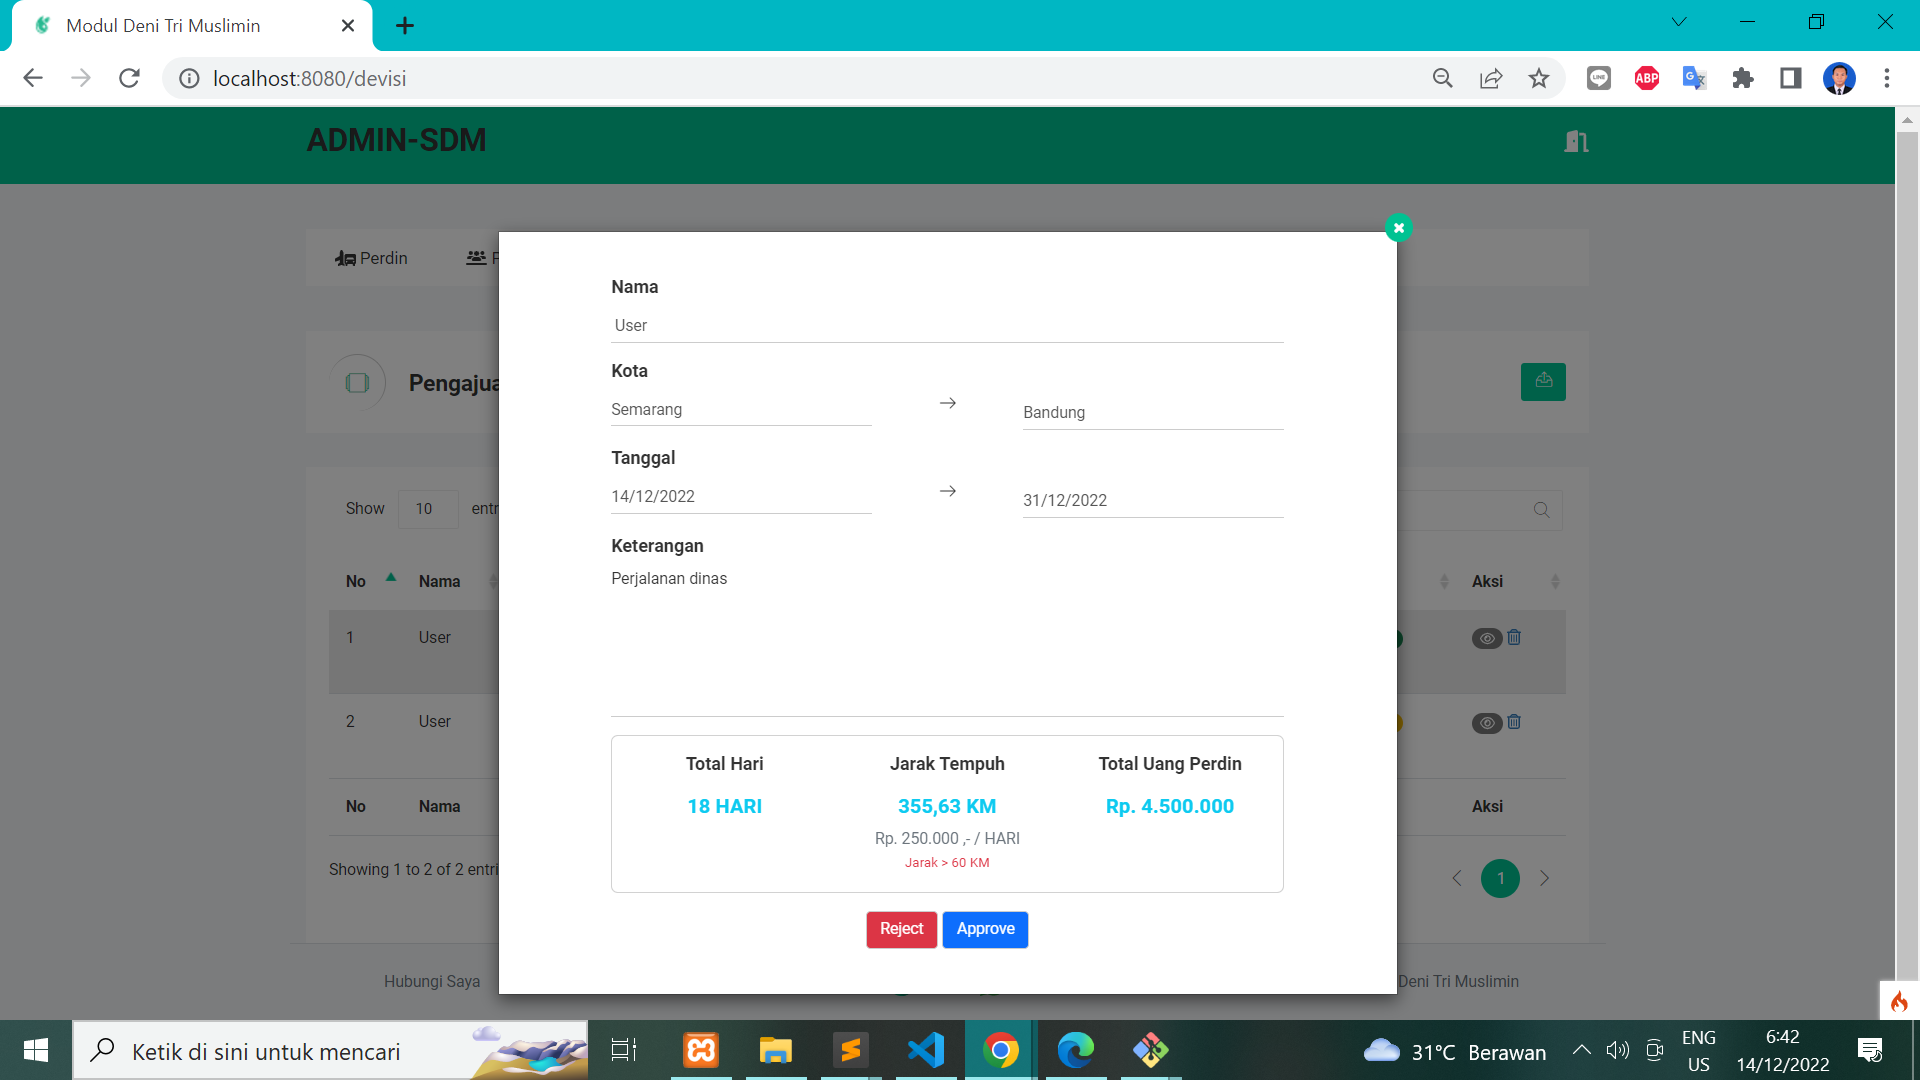 Modul Deni Tri Muslimin
localhost:8080/devisi
ADMIN-SDM
Perdin
Nama
User
Kota
Semarang
Bandung
Tanggal
14/12/2022
31/12/2022
Keterangan
Perjalanan dinas
Total Hari
Jarak Tempuh
Total Uang Perdin
18 HARI
355,63 KM
Rp. 4.500.000
Rp. 250.000 ,- / HARI
Jarak > 60 KM
Reject
Approve
Show
10
No
Nama
Aksi
1
User
2
User
No
Nama
Aksi
Showing 1 to 2 of 2
1
Hubungi Saya
Deni Tri Muslimin
LINE
ABP
Ketik di sini untuk mencari
31°C Berawan
ENG
US
6:42
14/12/2022